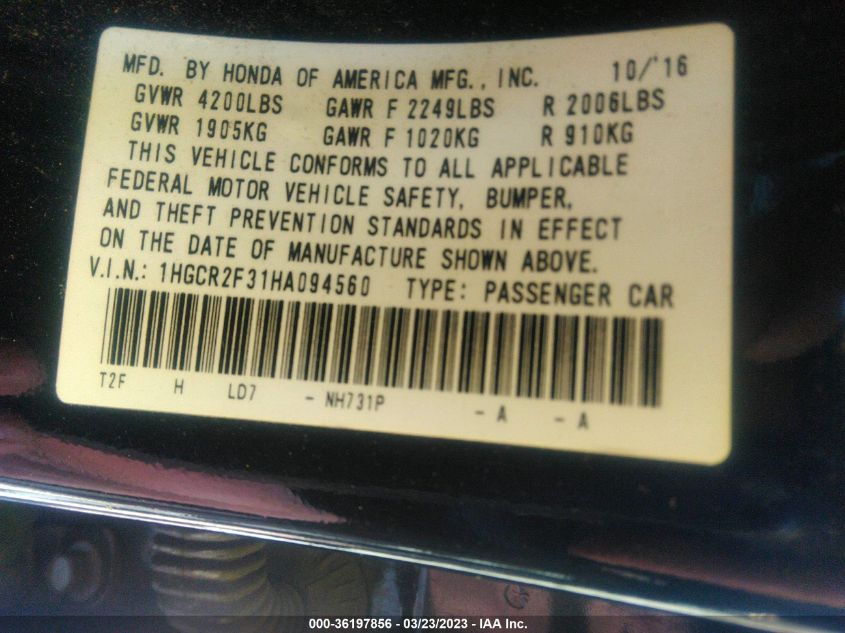 MFD. BY HONDA OF AMERICA MFG., INC. 10/'16
GVWR 4200LBS GAWR F 2249LBS R 2006LBS
GVWR 1905KG GAWR F 1020KG R 910KG
THIS VEHICLE CONFORMS TO ALL APPLICABLE
FEDERAL MOTOR VEHICLE SAFETY, BUMPER,
AND THEFT PREVENTION STANDARDS IN EFFECT
ON THE DATE OF MANUFACTURE SHOWN ABOVE.
V.I.N.: 1HGCR2F31HA094560 TYPE: PASSENGER CAR
T2F H LD7 - NH731P - A - A
000-36197856 - 03/23/2023 - IAA Inc.